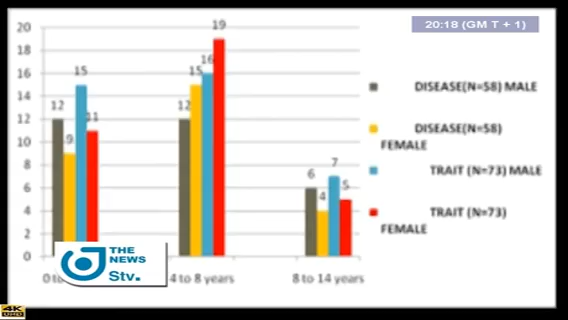 20:18 (GM T + 1)
20
18
16
14
12
10
8
6
4
2
0
12
9
15
11
12
15
16
19
6
4
7
5
0
4 to 8 years
8 to 14 years
DISEASE(N=58) MALE
DISEASE(N=58)
FEMALE
TRAIT (N=73) MALE
TRAIT (N=73)
FEMALE
THE
NEWS
Stv.
4K
UHD